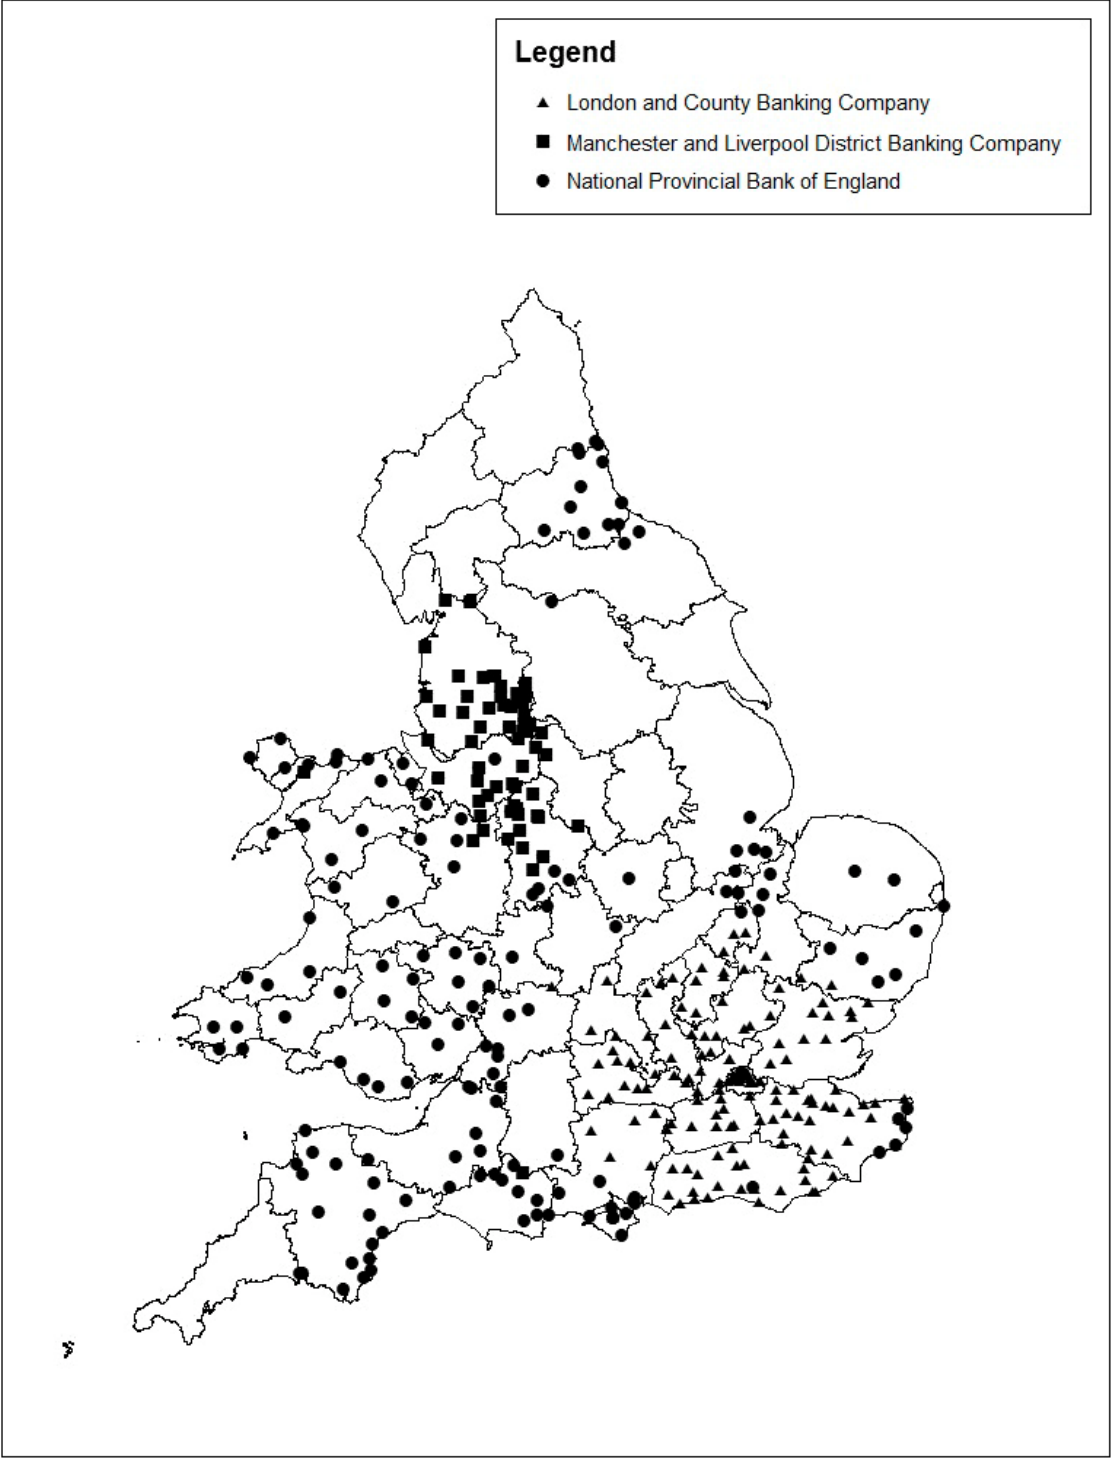 Legend
London and County Banking Company
Manchester and Liverpool District Banking Company
National Provincial Bank of England